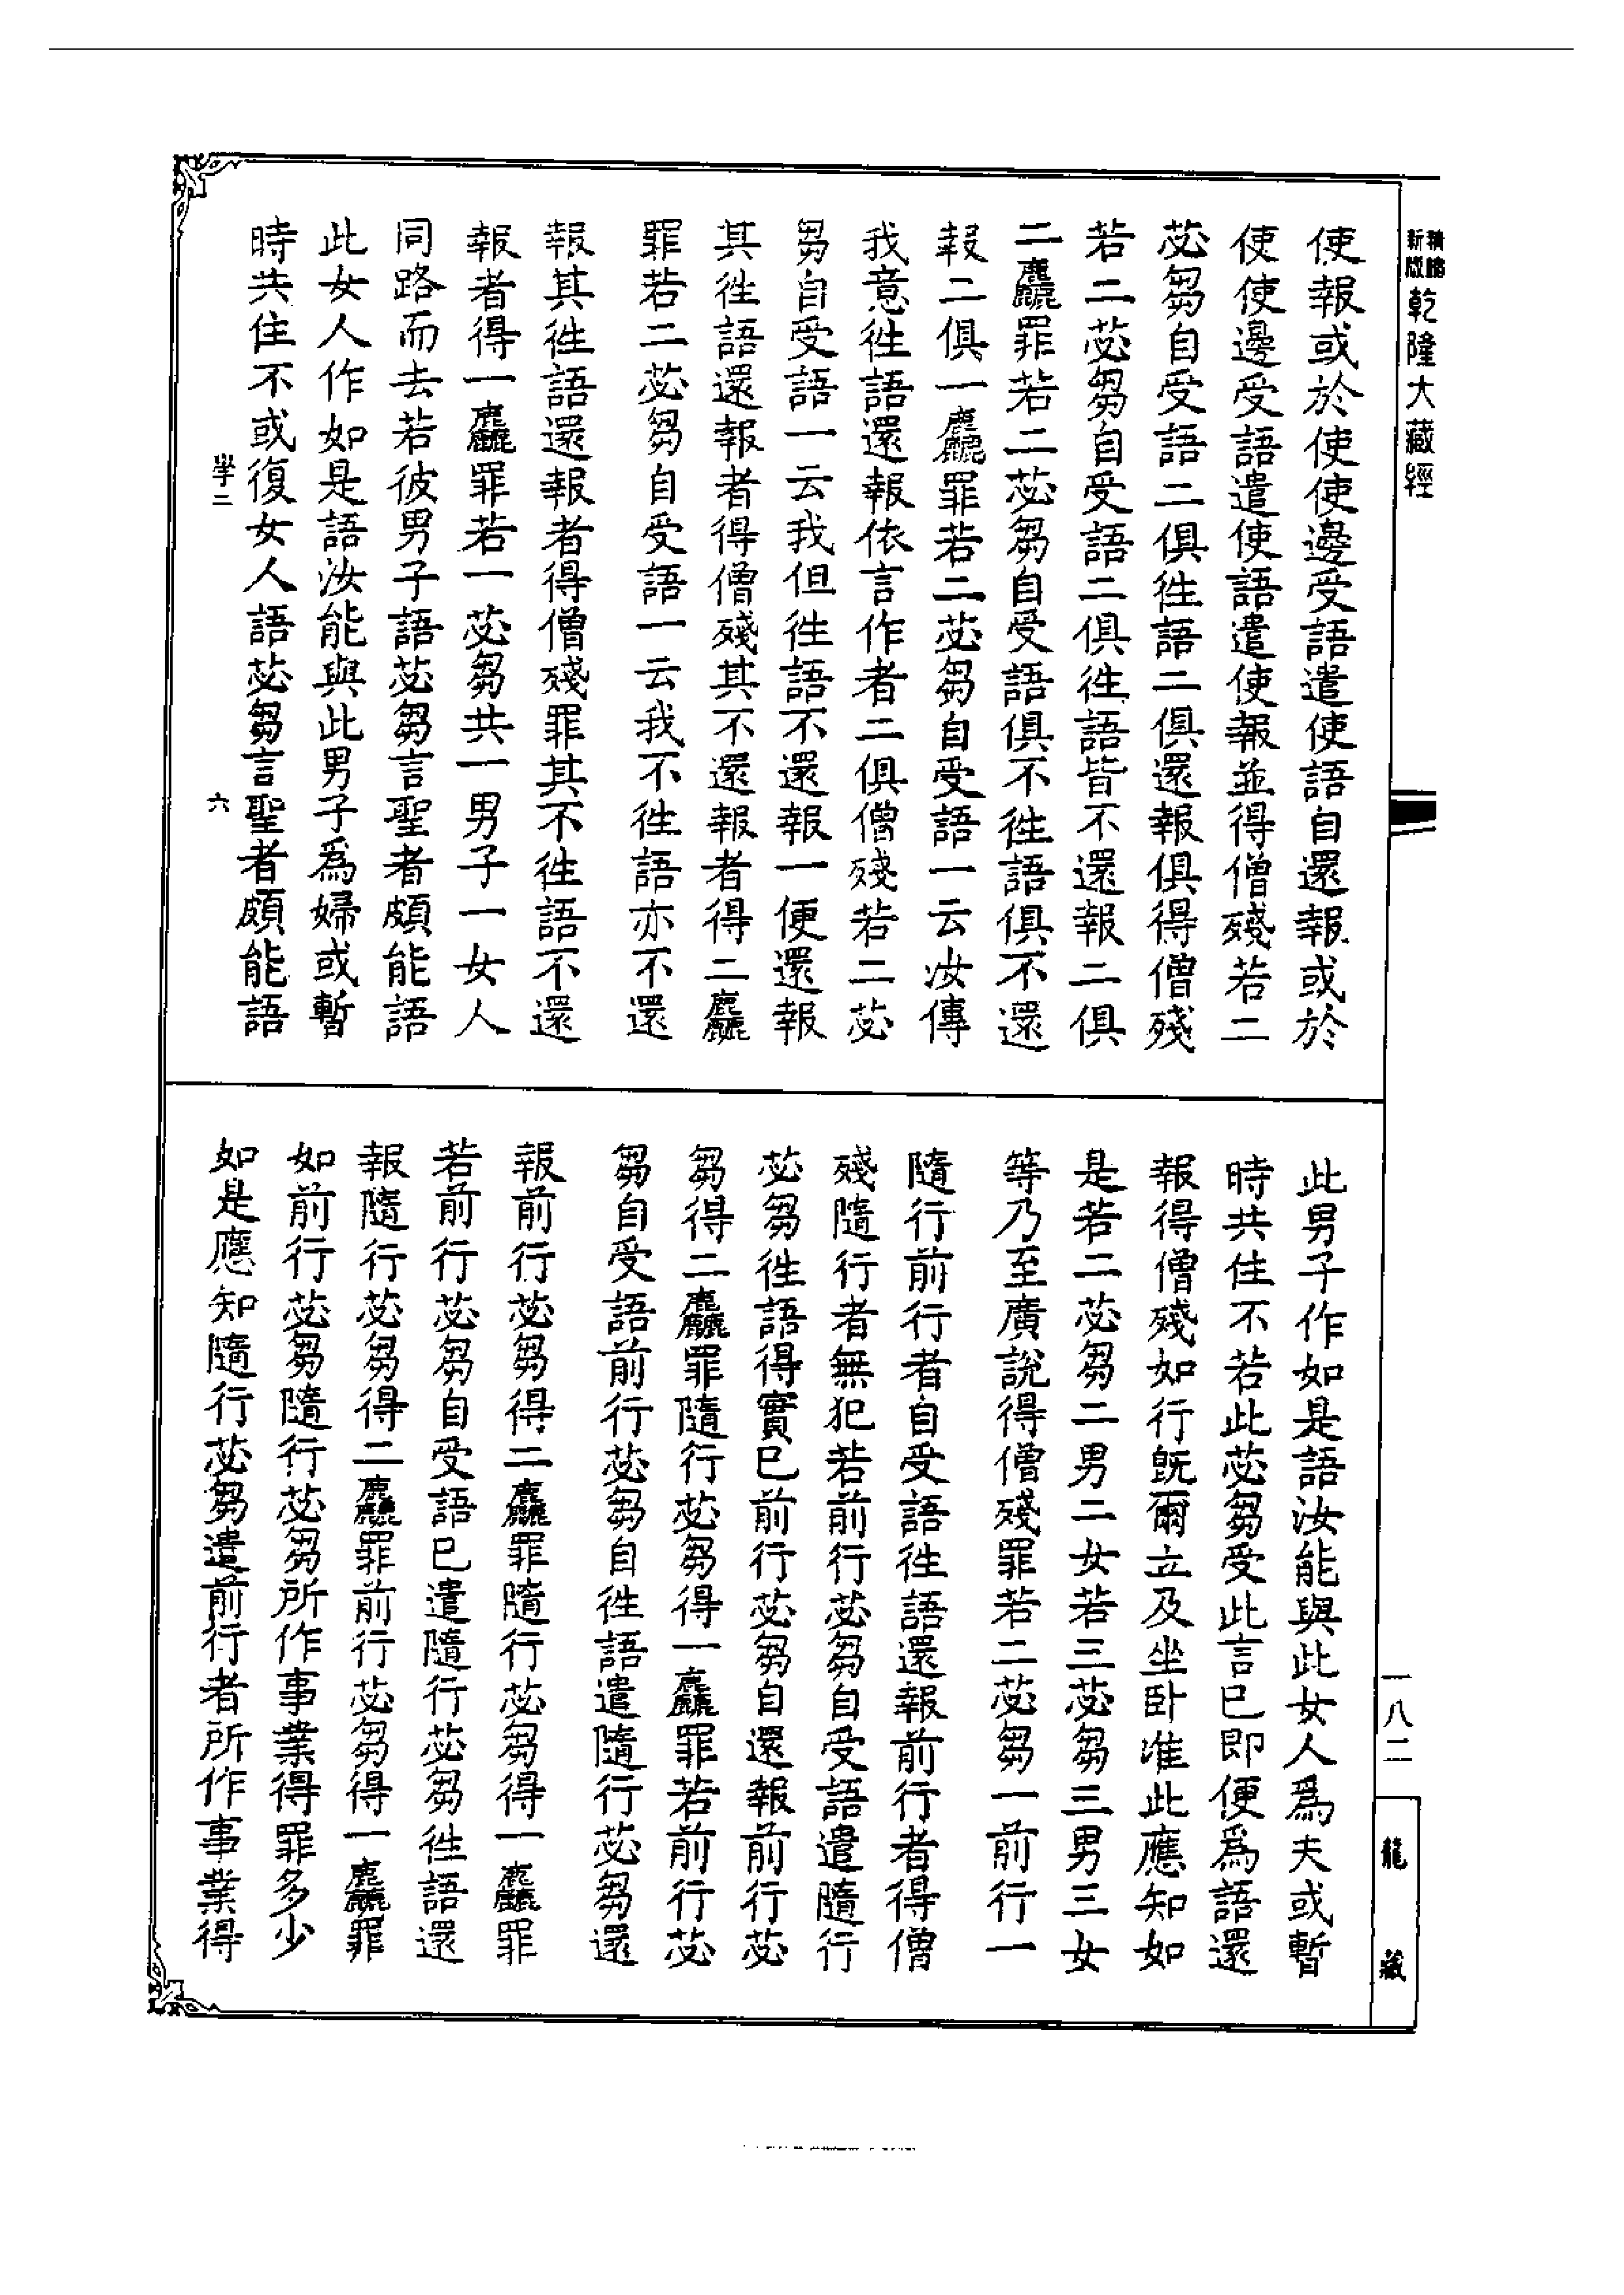 新版精縮乾隆大藏經
使報或於使使邊受語遣使語自還報或於
使使邊受語遣使語遣使報並得僧殘若二
苾芻自受語二俱徃語二俱還報俱得僧殘
若二苾芻自受語二俱徃語皆不還報二俱
二麤罪若二苾芻自受語俱不徃語俱不還
報二俱一麤罪若二苾芻自受語一云汝傳
我意徃語還報依言作者二俱僧殘若二苾
芻自受語一云我但徃語不還報一便還報
其徃語還報者得僧殘其不還報者得二麤
罪若二苾芻自受語一云我不徃語亦不還
報其徃語還報者得僧殘罪其不徃語不還
報者得一麤罪若一苾芻共一男子一女人
同路而去若彼男子語苾芻言聖者頗能語
此女人作如是語汝能與此男子爲婦或暫
時共住不或復女人語苾芻言聖者頗能語
學二
六
此男子作如是語汝能與此女人爲夫或暫
時共住不若此苾芻受此言已即便爲語還
報得僧殘如行旣爾立及坐卧准此應知如
是若二苾芻二男二女若三苾芻三男三女
等乃至廣說得僧殘罪若二苾芻一前行一
隨行前行者自受語徃語還報前行者得僧
殘隨行者無犯若前行苾芻自受語遣隨行
苾芻徃語得實已前行苾芻自還報前行苾
芻得二麤罪隨行苾芻得一麤罪若前行苾
芻自受語前行苾芻自徃語遣隨行苾芻還
報前行苾芻得二麤罪隨行苾芻得一麤罪
若前行苾芻自受語已遣隨行苾芻徃語還
報隨行苾芻得二麤罪前行苾芻得一麤罪
如前行苾芻隨行苾芻所作事業得罪多少
如是應知隨行苾芻遣前行者所作事業得
一八二
龍藏